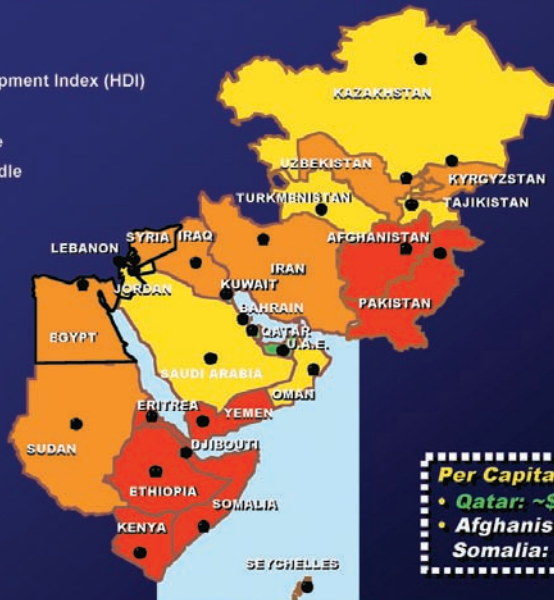 pment Index (HDI)
e
dle
KAZAKHSTAN
UZBEKISTAN
KYRGYZSTAN
TURKMENISTAN
TAJIKISTAN
SYRIA
IRAQ
AFGHANISTAN
LEBANON
IRAN
JORDAN
KUWAIT
PAKISTAN
BAHRAIN
QATAR
EGYPT
U.A.E.
SAUDI ARABIA
OMAN
ERITREA
YEMEN
SUDAN
DJIBOUTI
ETHIOPIA
SOMALIA
KENYA
SEYCHELLES
Per Capita
• Qatar: ~$
• Afghanis
Somalia: